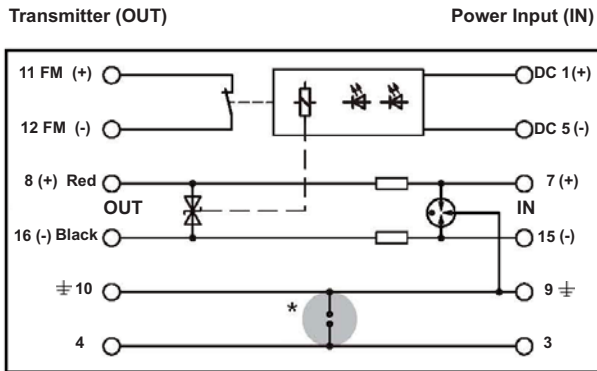 Transmitter (OUT) Power Input (IN)
11 FM (+) DC 1 (+)
12 FM (-) DC 5 (-)
8 (+) Red 7 (+)
OUT IN
16 (-) Black 15 (-)
⏚ 10 9 ⏚
*
4 3